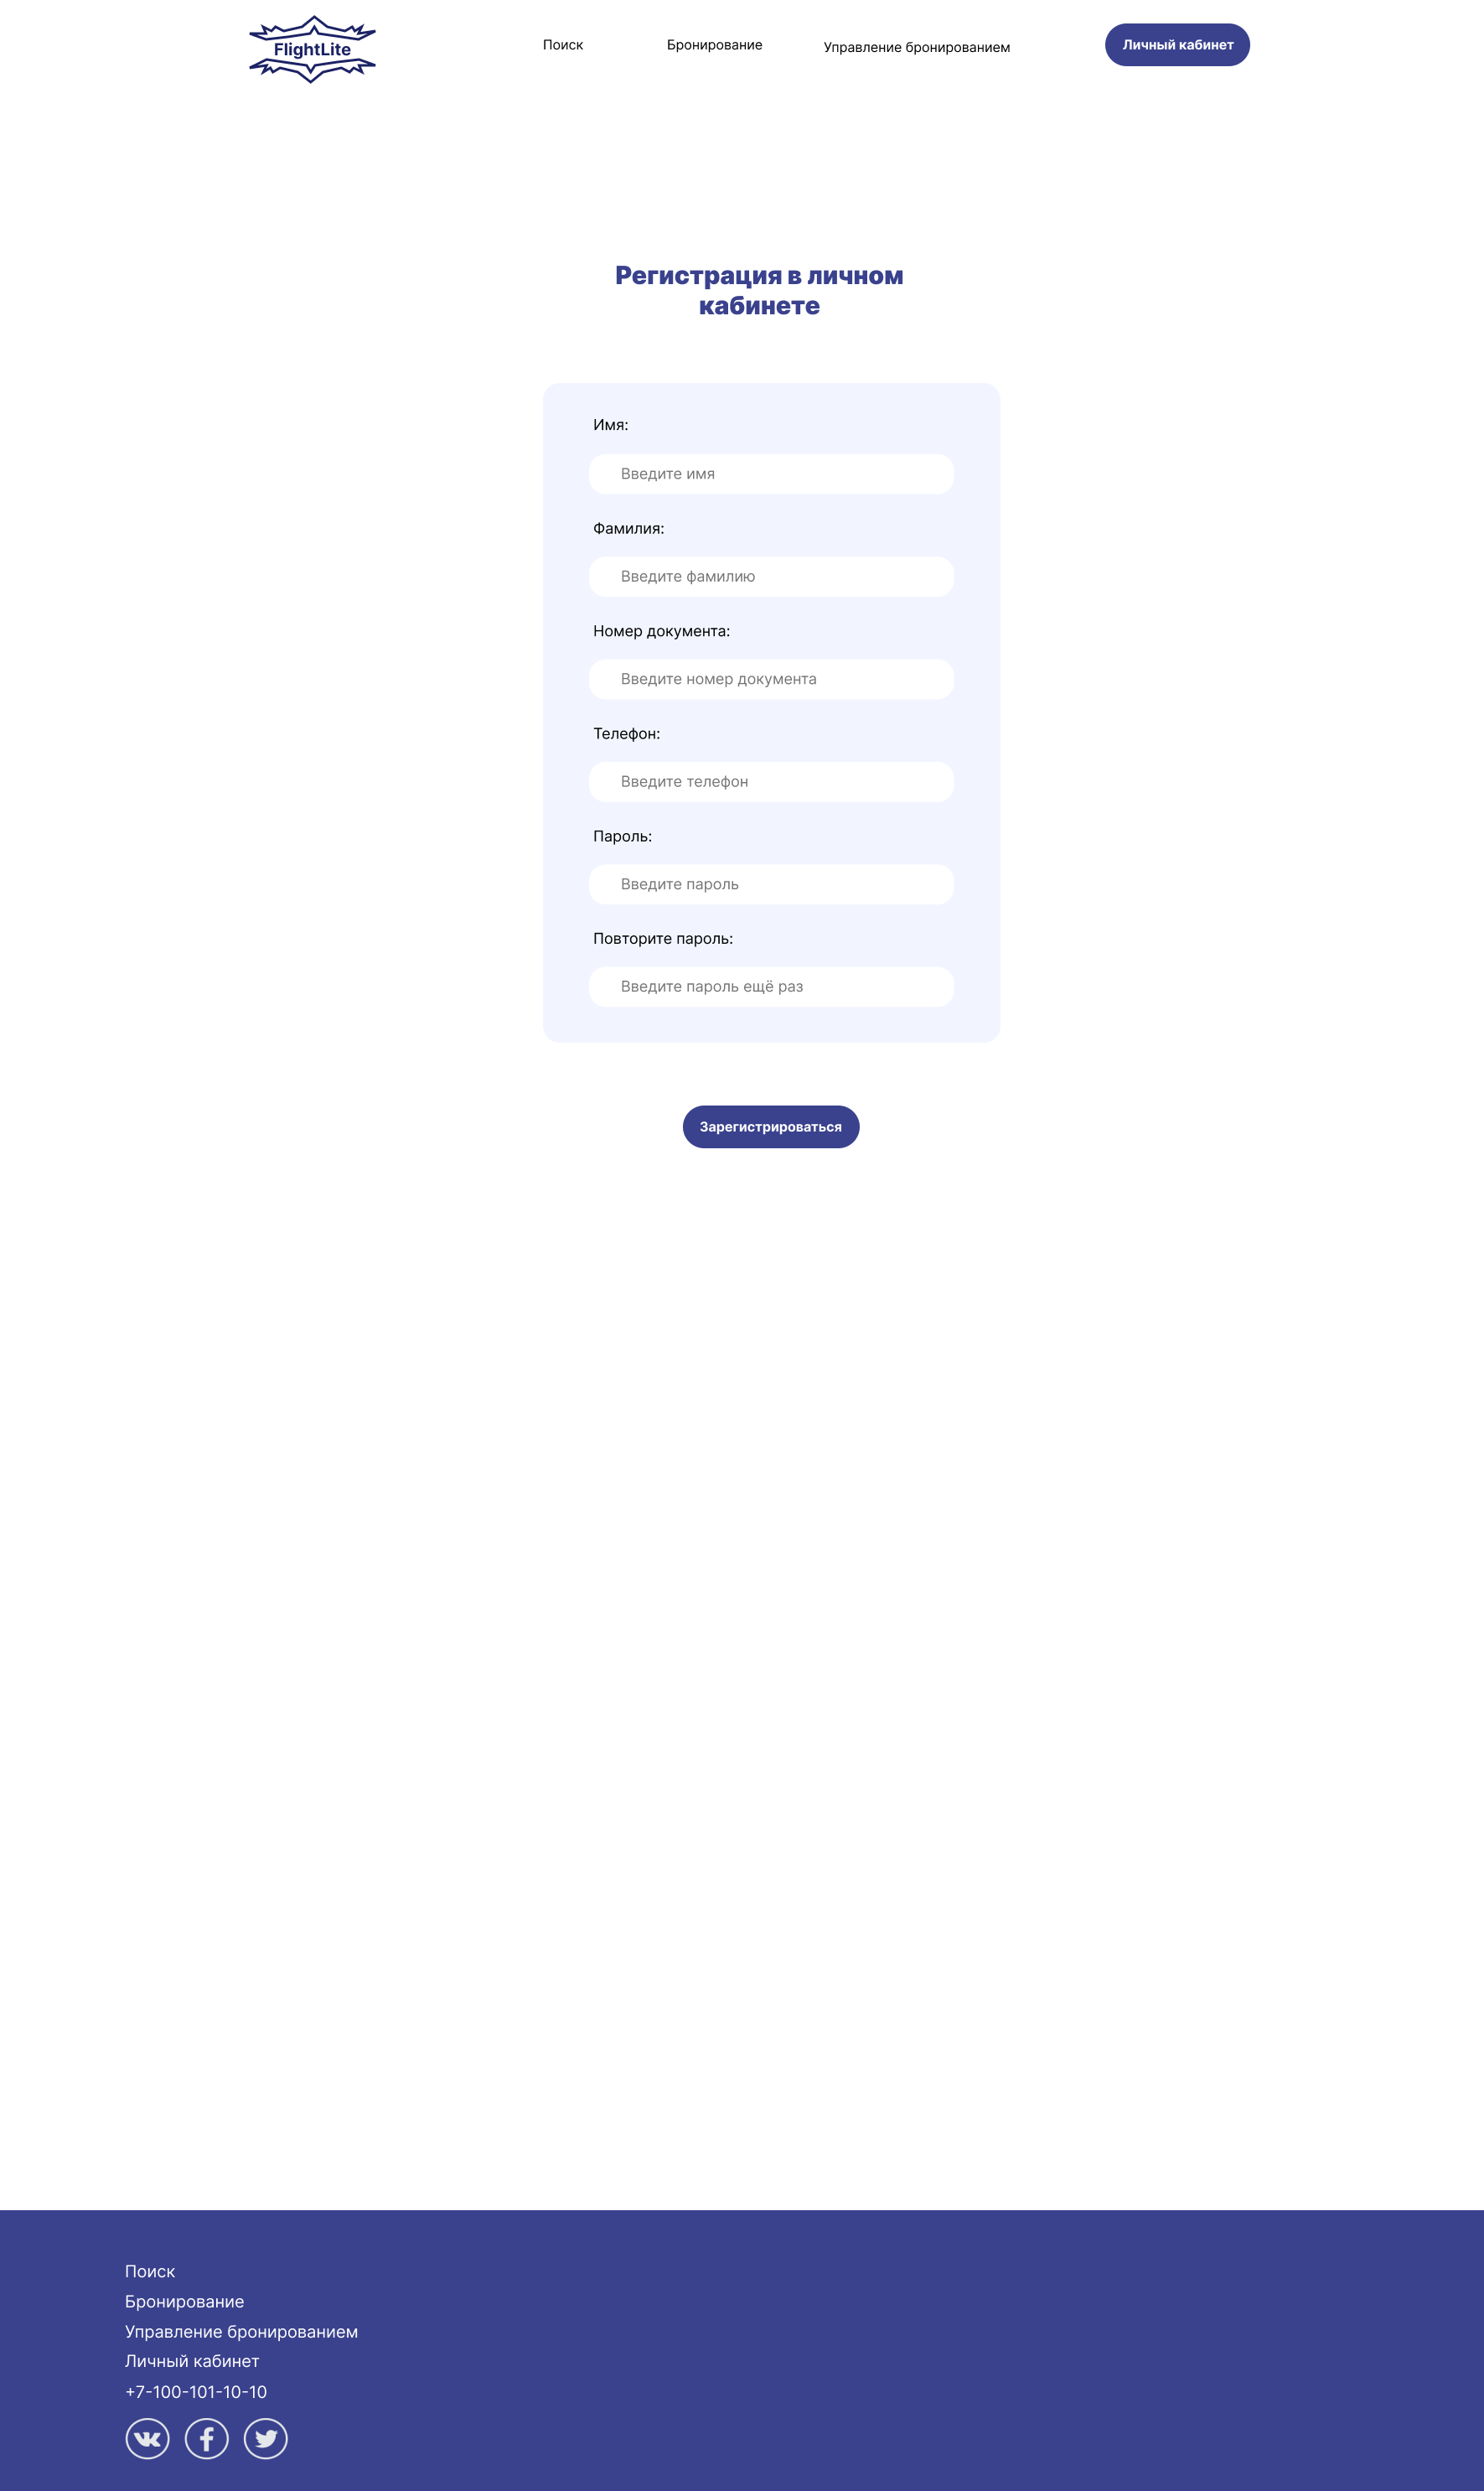 FlightLite
Поиск
Бронирование
Управление бронированием
Личный кабинет
Регистрация в личном
кабинете
Имя:
Введите имя
Фамилия:
Введите фамилию
Номер документа:
Введите номер документа
Телефон:
Введите телефон
Пароль:
Введите пароль
Повторите пароль:
Введите пароль ещё раз
Зарегистрироваться
Поиск
Бронирование
Управление бронированием
Личный кабинет
+7-100-101-10-10